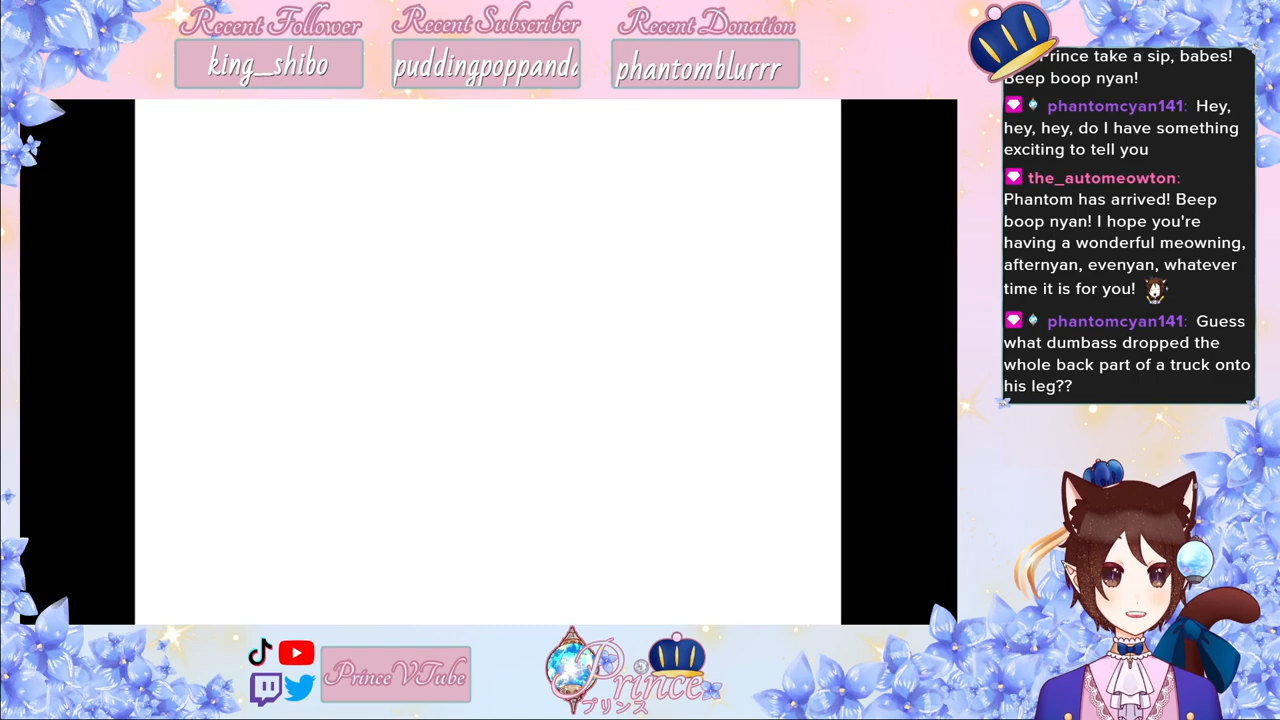 Recent Follower
king_shibo
Recent Subscriber
puddingpoppand
Recent Donation
phantomblurrr
Prince take a sip, babes!
Beep boop nyan!
phantomcyan141: Hey,
hey, hey, do I have something
exciting to tell you
the_automeowton:
Phantom has arrived! Beep
boop nyan! I hope you're
having a wonderful meowning,
afternyan, evenyan, whatever
time it is for you!
phantomcyan141: Guess
what dumbass dropped the
whole back part of a truck onto
his leg??
Prince VTube
Prince
プリンス